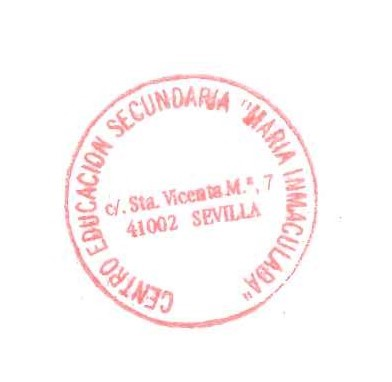 CENTRO EDUCACION SECUNDARIA "MARIA INMACULADA"
c/. Sta. Vicenta M.ª, 7
41002 SEVILLA